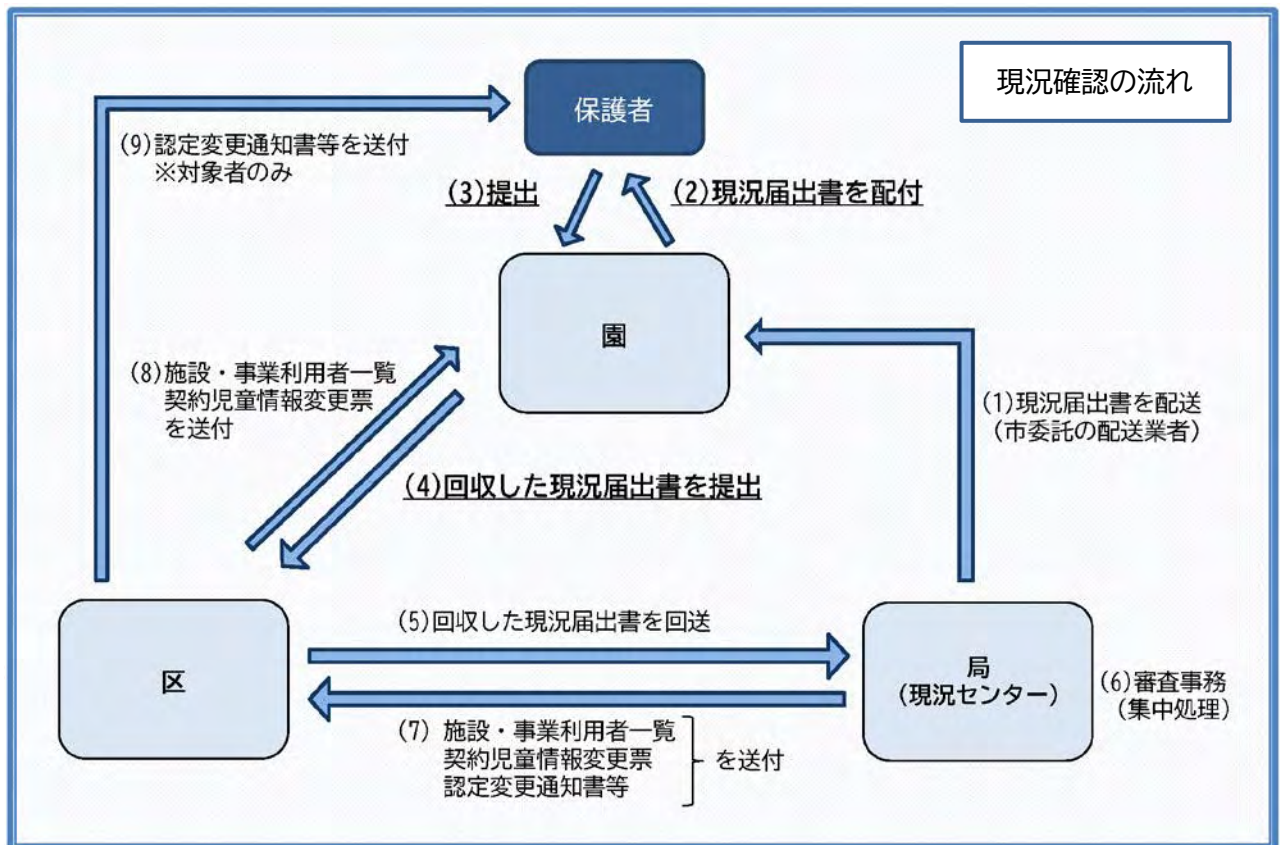 現況確認の流れ
保護者
(9)認定変更通知書等を送付
※対象者のみ
(3)提出
(2)現況届出書を配付
園
(8)施設・事業利用者一覧
契約児童情報変更票
を送付
(1)現況届出書を配送
(市委託の配送業者)
(4)回収した現況届出書を提出
(5)回収した現況届出書を回送
区
局
(現況センター)
(6)審査事務
(集中処理)
(7) 施設・事業利用者一覧
契約児童情報変更票
認定変更通知書等
を送付